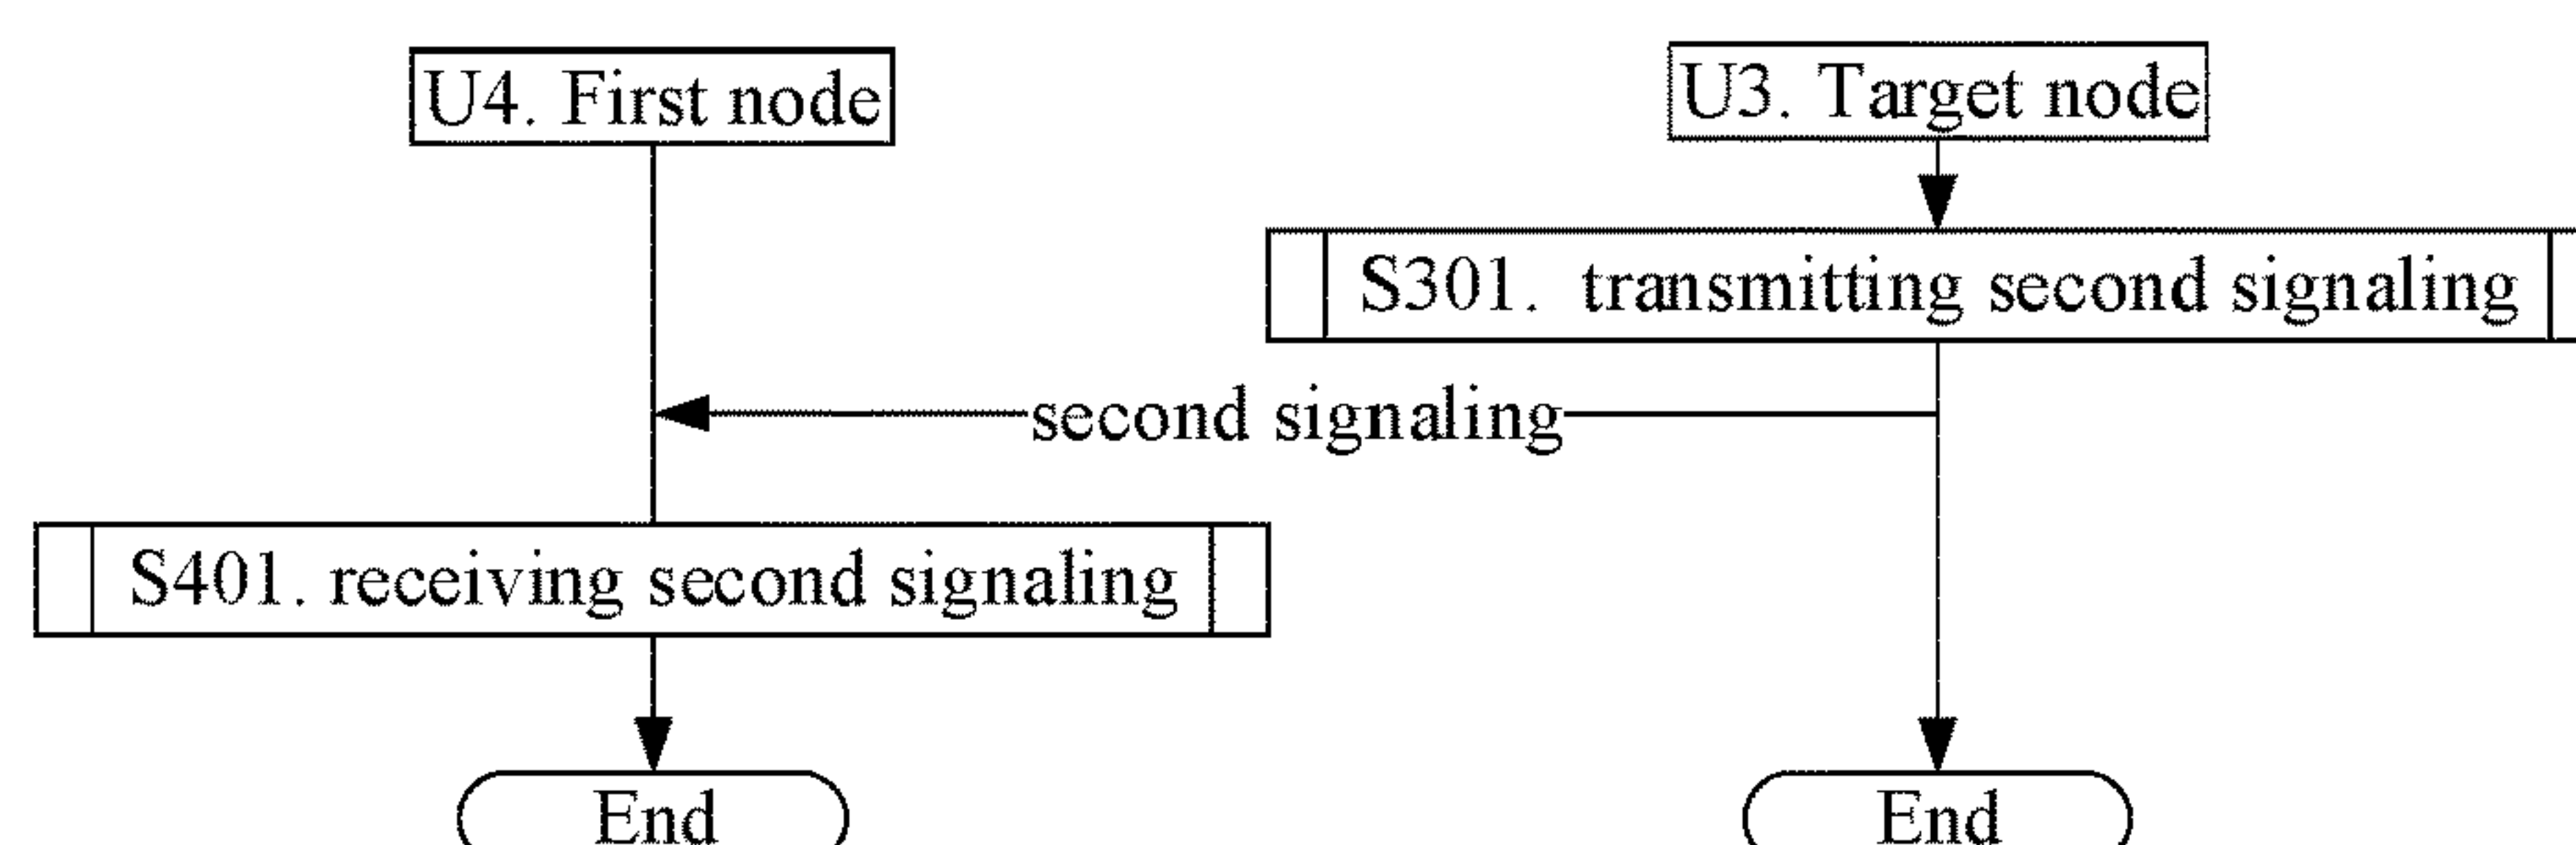 U4. First node
U3. Target node
S301. transmitting second signaling
second signaling
S401. receiving second signaling
End
End